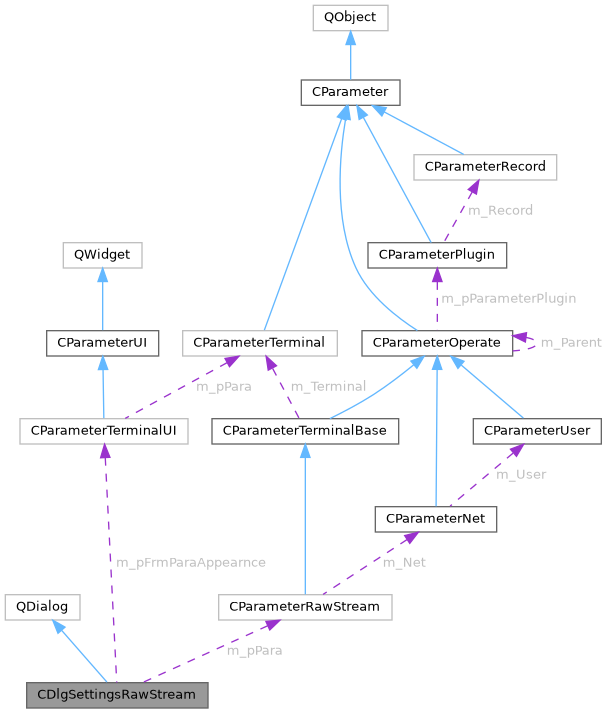 QObject
CParameter
CParameterRecord
m_Record
QWidget
CParameterPlugin
m_pParameterPlugin
CParameterUI
CParameterTerminal
CParameterOperate
m_Parent
m_pPara
m_Terminal
CParameterTerminalUI
CParameterTerminalBase
CParameterUser
m_User
CParameterNet
m_pFrmParaAppearnce
m_Net
QDialog
CParameterRawStream
m_pPara
CDlgSettingsRawStream